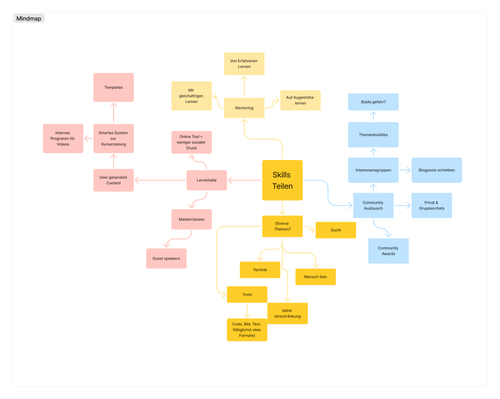 Mindmap
Von Erfahrenen
Lernen
Mit
gleichaltrigen
Lernen
Auf Augenhöhe
lernen
Mentoring
Templates
Internes
Programm für
Videos
Smartes System
zur
Kurserstellung
User generated
Content
Online Tool =
weniger sozialer
Druck
Lerninhalte
Masterclasses
Guest speakers
Skills
Teilen
Bubble gefahr?
Themenbubbles
Interessensgruppen
Blogposts schreiben
Community
Austausch
Privat &
Gruppenchats
Community
Awards
Diverse
Themen?
Sucht
Technik
Mensch Sein
Tools
keine
einschränkung
Code, Bild, Text,
(Möglichst viele
Formate)